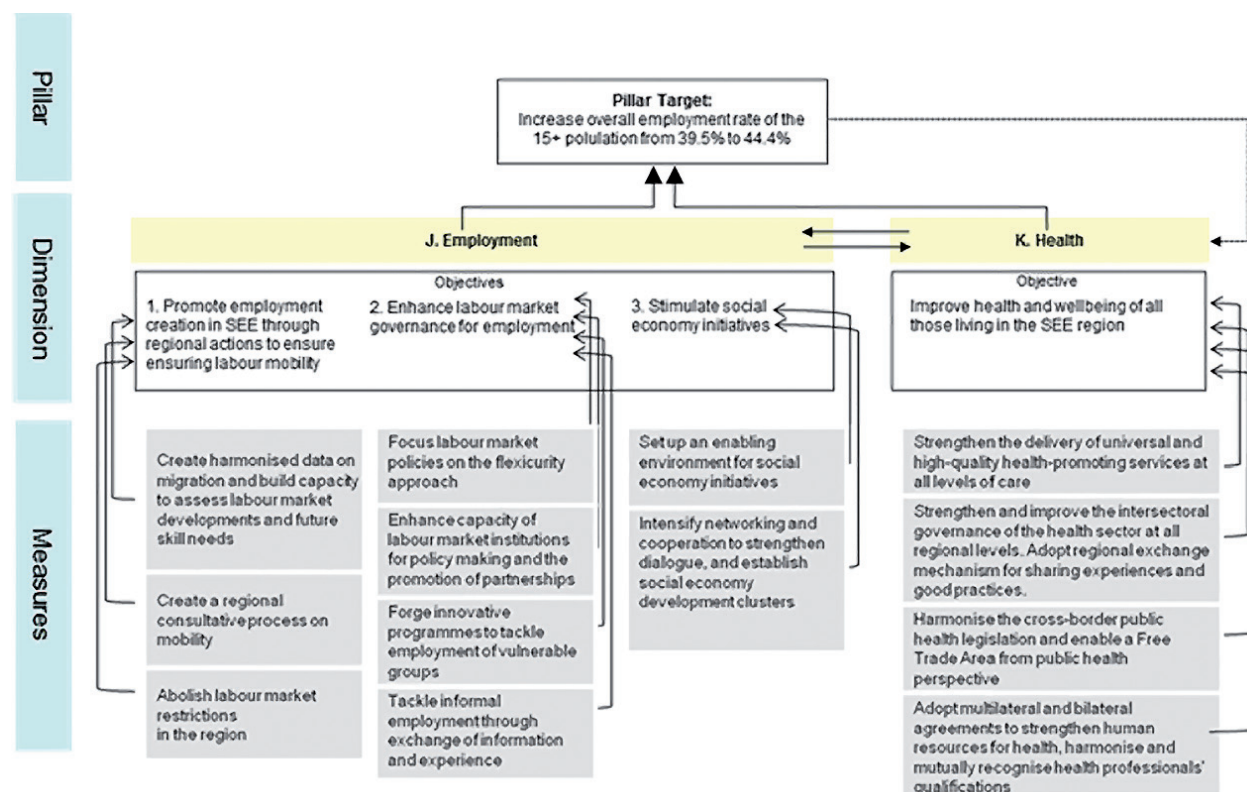 Pillar
Pillar Target:
Increase overall employment rate of the
15+ polulation from 39.5% to 44.4%
Dimension
J. Employment
K. Health
Objectives
1. Promote employment
creation in SEE through
regional actions to ensure
ensuring labour mobility
2. Enhance labour market
governance for employment
3. Stimulate social
economy initiatives
Objective
Improve health and wellbeing of all
those living in the SEE region
Measures
Create harmonised data on
migration and build capacity
to assess labour market
developments and future
skill needs
Create a regional
consultative process on
mobility
Abolish labour market
restrictions
in the region
Focus labour market
policies on the flexicurity
approach
Enhance capacity of
labour market institutions
for policy making and the
promotion of partnerships
Forge innovative
programmes to tackle
employment of vulnerable
groups
Tackle informal
employment through
exchange of information
and experience
Set up an enabling
environment for social
economy initiatives
Intensify networking and
cooperation to strengthen
dialogue, and establish
social economy
development clusters
Strengthen the delivery of universal and
high-quality health-promoting services at
all levels of care
Strengthen and improve the intersectoral
governance of the health sector at all
regional levels. Adopt regional exchange
mechanism for sharing experiences and
good practices.
Harmonise the cross-border public
health legislation and enable a Free
Trade Area from public health
perspective
Adopt multilateral and bilateral
agreements to strengthen human
resources for health, harmonise and
mutually recognise health professionals'
qualifications